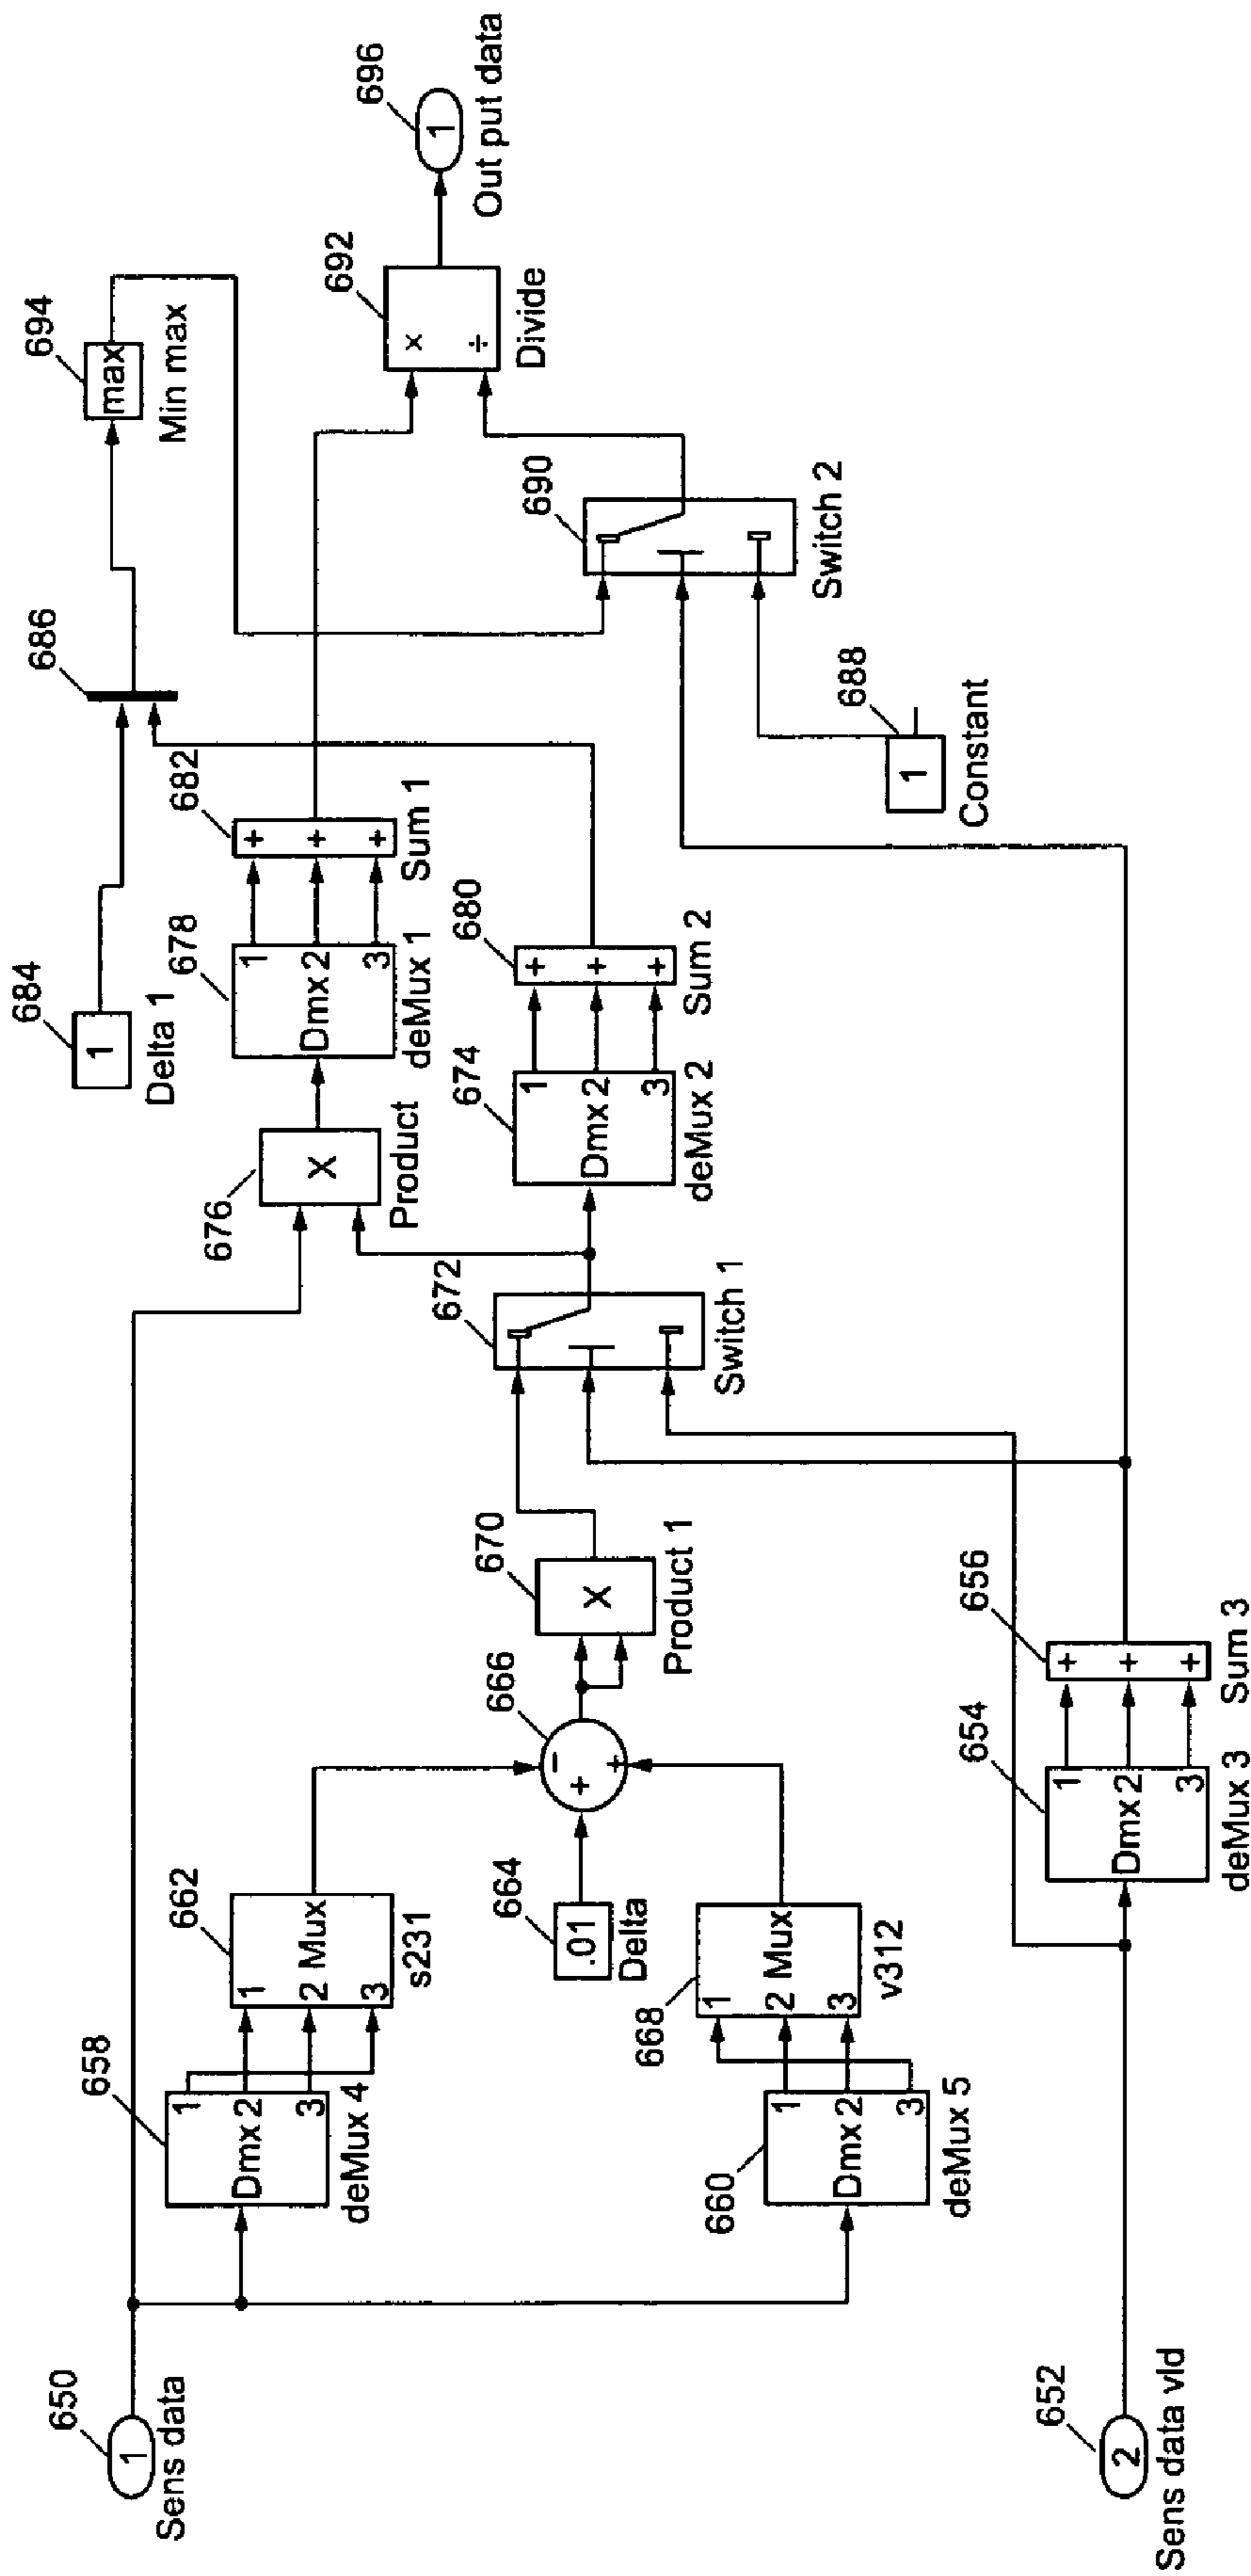 650
1
Sens data
652
2
Sens data vld
658
1
Dmx 2
3
deMux 4
660
1
Dmx 2
3
deMux 5
662
1
2 Mux
3
s231
664
.01
Delta
668
1
2 Mux
3
v312
654
1
Dmx 2
3
deMux 3
666
-
+
+
656
+
+
+
Sum 3
670
X
Product 1
672
Switch 1
676
X
Product
674
1
Dmx 2
3
deMux 2
684
1
Delta 1
678
1
Dmx 2
3
deMux 1
680
+
+
+
Sum 2
682
+
+
+
Sum 1
686
688
1
Constant
690
Switch 2
694
max
Min max
692
×
÷
Divide
696
1
Out put data